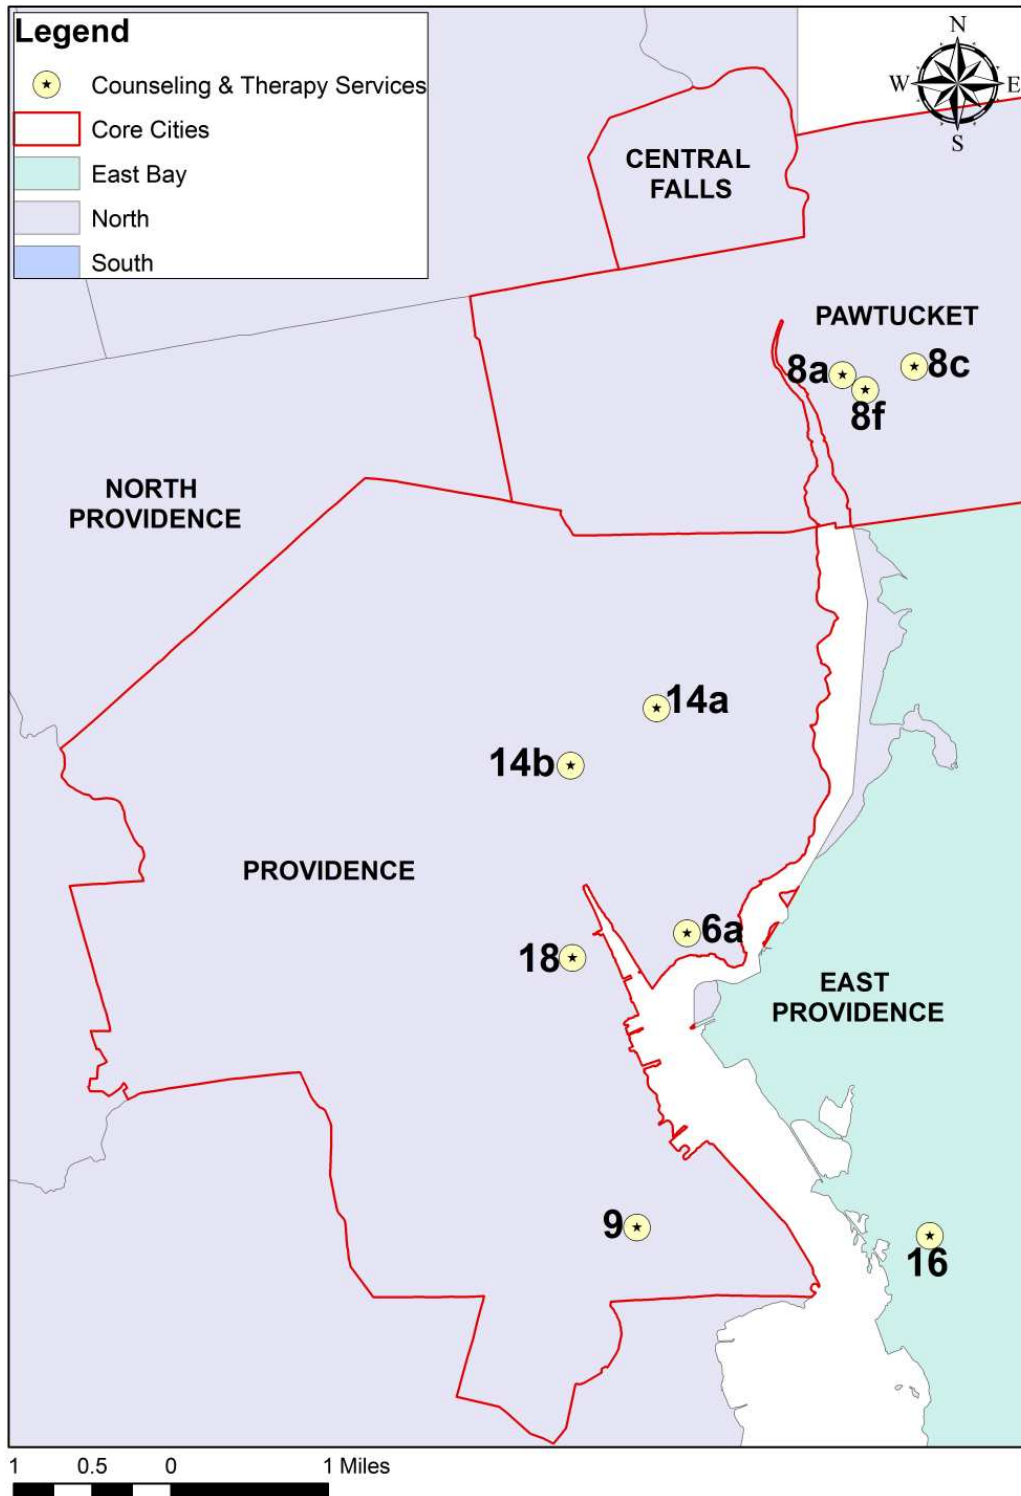 Legend
Counseling & Therapy Services
Core Cities
East Bay
North
South
N
W
E
S
CENTRAL
FALLS
PAWTUCKET
8a
8c
8f
NORTH
PROVIDENCE
14a
14b
PROVIDENCE
6a
18
EAST
PROVIDENCE
9
16
1 0.5 0 1 Miles